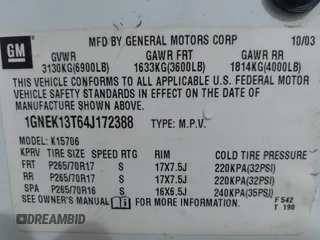 GM
MFD BY GENERAL MOTORS CORP 10/03
GVWR GAWR FRT GAWR RR
3130KG(6900LB) 1633KG(3600LB) 1814KG(4000LB)
THIS VEHICLE CONFORMS TO ALL APPLICABLE U.S. FEDERAL MOTOR
VEHICLE SAFETY STANDARDS IN EFFECT ON THE DATE OF
MANUFACTURE SHOWN ABOVE.
1GNEK13T64J172388 TYPE: M.P.V.
MODEL: K15706
KPRV TIRE SIZE SPEED RTG RIM COLD TIRE PRESSURE
FRT P265/70R17 S 17X7.5J 220KPA(32PSI)
RR P265/70R17 S 17X7.5J 220KPA(32PSI)
SPA P265/70R16 S 16X6.5J 240KPA(35PSI)
SEE OWNER'S MANUAL FOR ADDITIONAL INFORMATION. F 542
T 190
DREAMBID